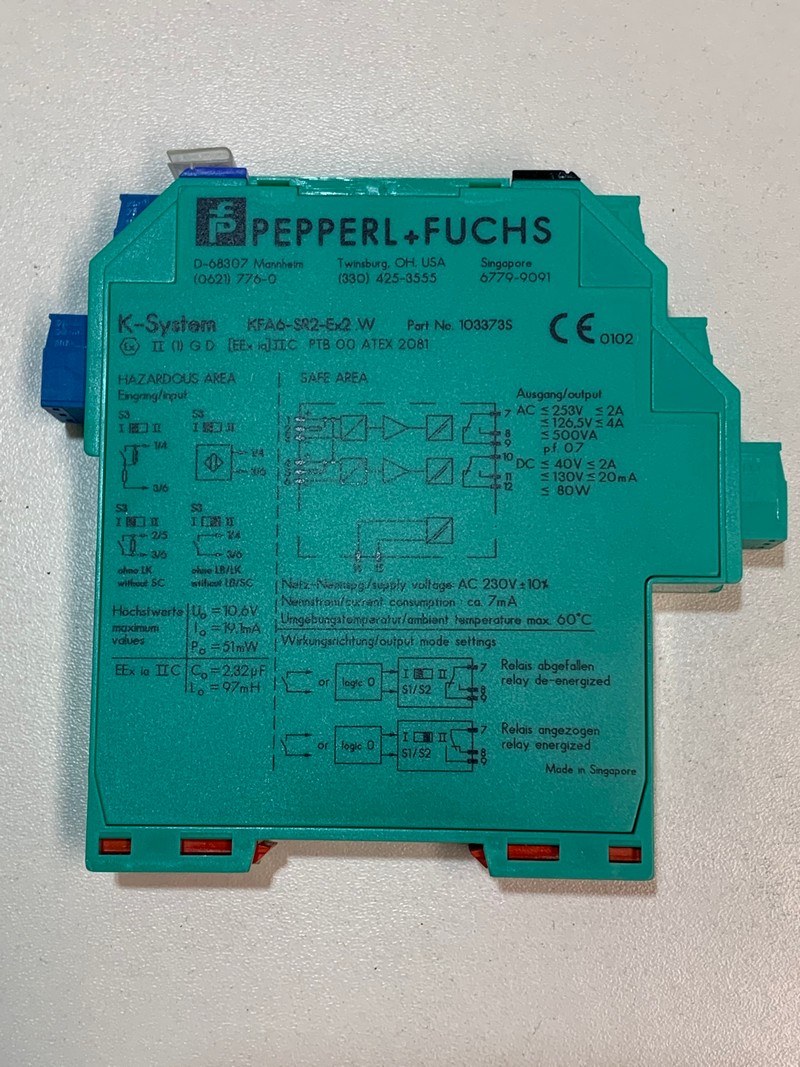 PEPPERL+FUCHS
D-68307 Mannheim
(0621) 776-0
Twinsburg, OH. USA
(330) 425-3555
Singapore
6779-9091
K-System KFA6-SR2-Ex2.W Part No. 103373S
CE 0102
Ex II (1) G D [EEx ia] IIC PTB 00 ATEX 2081
HAZARDOUS AREA
Eingang/input
SAFE AREA
S3
I II
1/4
3/6
S3
I II
1/4
3/6
S3
I II
2/5
3/6
ohne LK
without SC
S3
I II
1/4
3/6
ohne LB/LK
without LB/SC
7
8
9
10
11
12
Ausgang/output
AC ≤ 253V ≤ 2A
≤ 126,5V ≤ 4A
≤ 500VA
p.f. 0.7
DC ≤ 40V ≤ 2A
≤ 130V ≤ 20mA
≤ 80W
Netz-Nennspg/supply voltage AC 230V ± 10%
Nennstrom/current consumption ca. 7mA
Umgebungstemperatur/ambient temperature max. 60°C
Höchstwerte
maximum
values
Uo = 10,6V
Io = 19,1mA
Po = 51mW
EEx ia IIC
Co = 2,32µF
Lo = 97mH
Wirkungsrichtung/output mode settings
or
logic 0
I II
S1/S2
7
8
9
Relais abgefallen
relay de-energized
or
logic 0
I II
S1/S2
7
8
9
Relais angezogen
relay energized
Made in Singapore